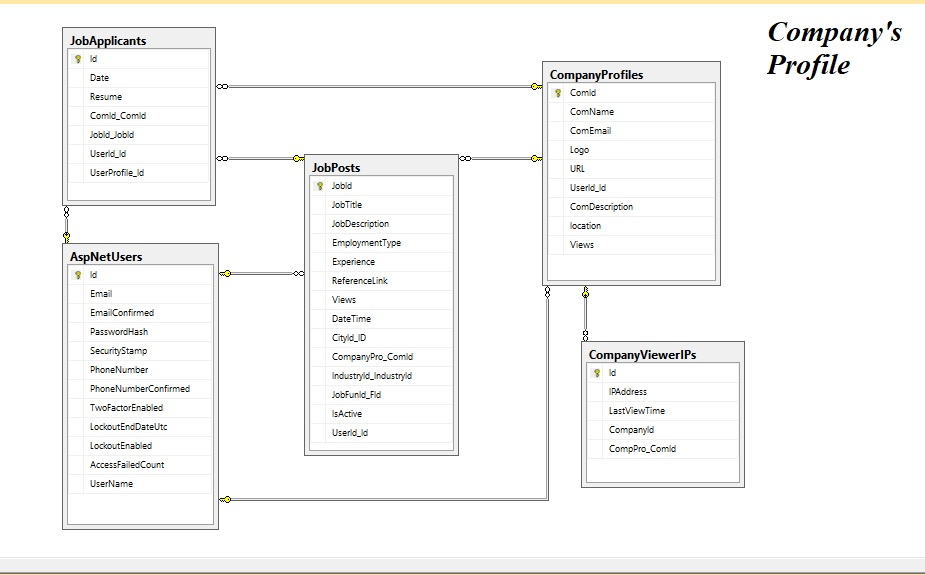 Company's
Profile
JobApplicants
Id
Date
Resume
ComId_ComId
JobId_JobId
UserId_Id
UserProfile_Id
CompanyProfiles
ComId
ComName
ComEmail
Logo
URL
UserId_Id
ComDescription
location
Views
JobPosts
JobId
JobTitle
JobDescription
EmploymentType
Experience
ReferenceLink
Views
DateTime
CityId_ID
CompanyPro_ComId
IndustryId_IndustryId
JobFunId_FId
IsActive
UserId_Id
AspNetUsers
Id
Email
EmailConfirmed
PasswordHash
SecurityStamp
PhoneNumber
PhoneNumberConfirmed
TwoFactorEnabled
LockoutEndDateUtc
LockoutEnabled
AccessFailedCount
UserName
CompanyViewerIPs
Id
IPAddress
LastViewTime
CompanyId
CompPro_ComId